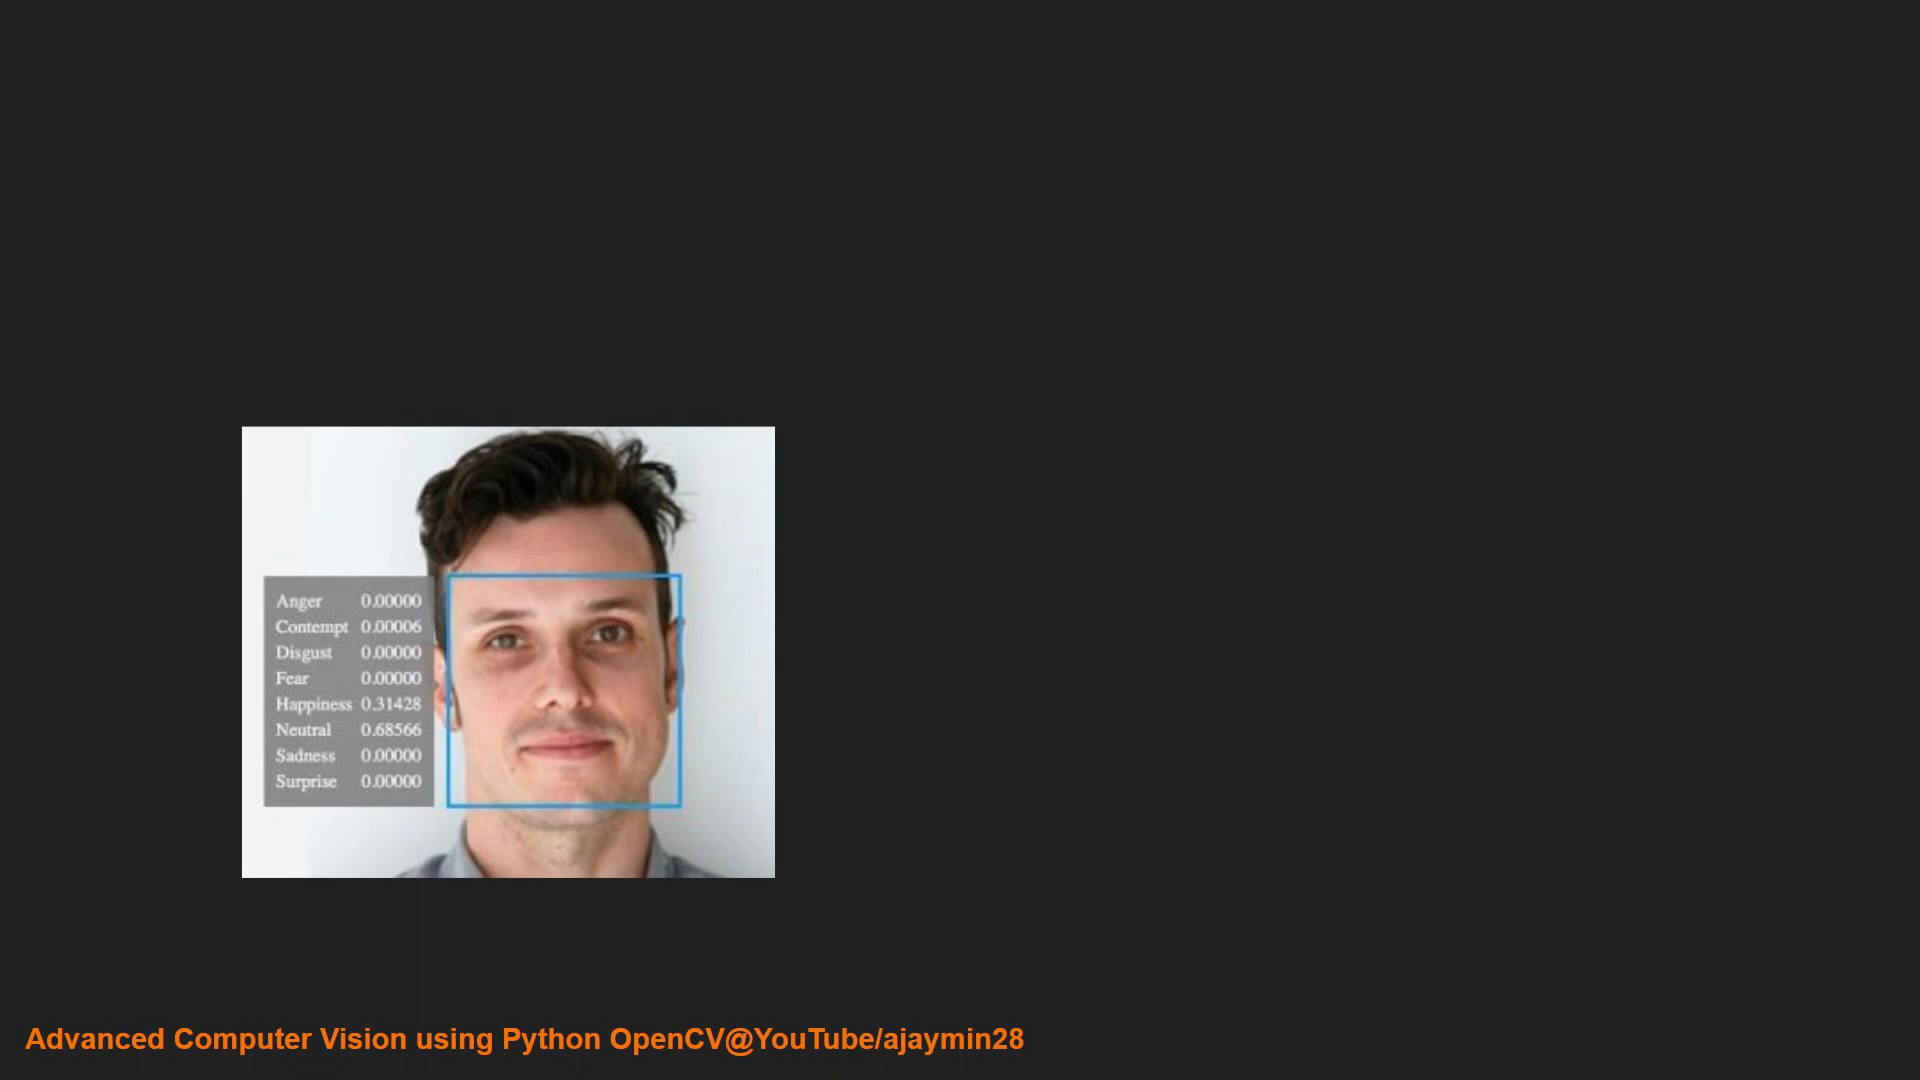 Anger 0.00000
Contempt 0.00006
Disgust 0.00000
Fear 0.00000
Happiness 0.31428
Neutral 0.68566
Sadness 0.00000
Surprise 0.00000
Advanced Computer Vision using Python OpenCV@YouTube/ajaymin28